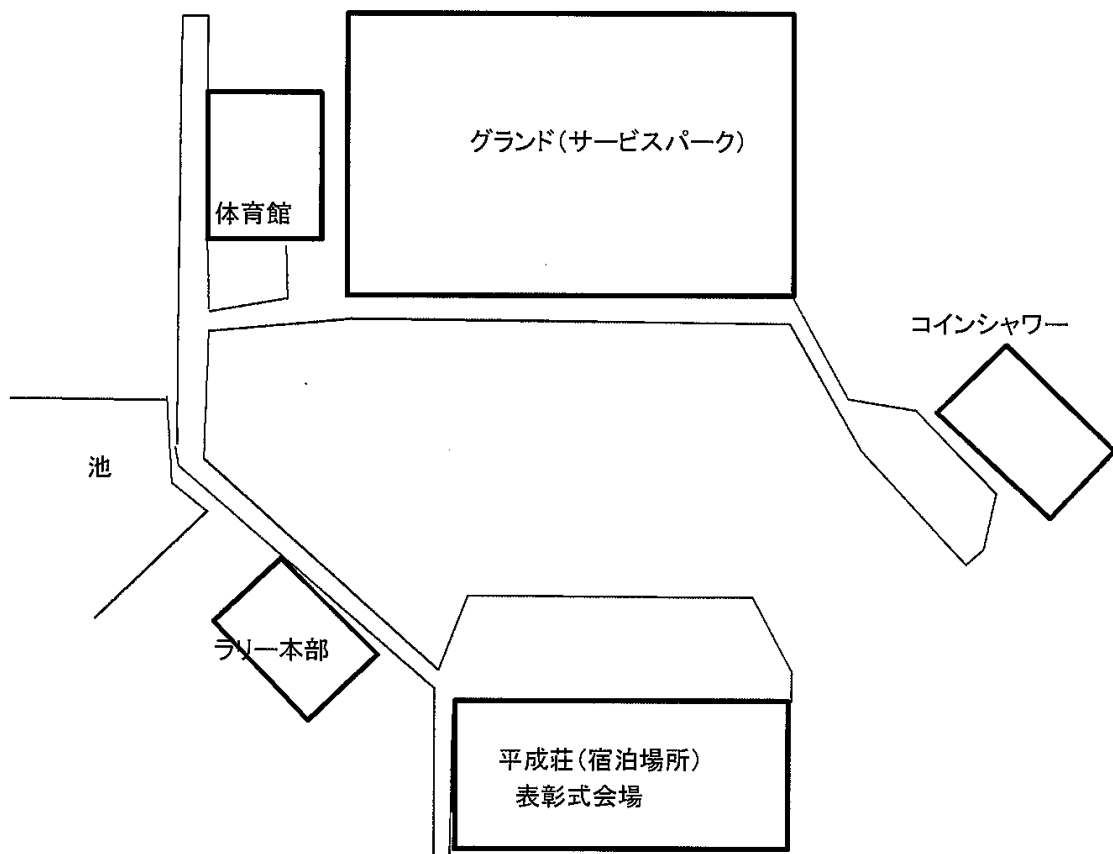 グランド(サービスパーク)
体育館
コインシャワー
池
ラリー本部
平成荘(宿泊場所)
表彰式会場